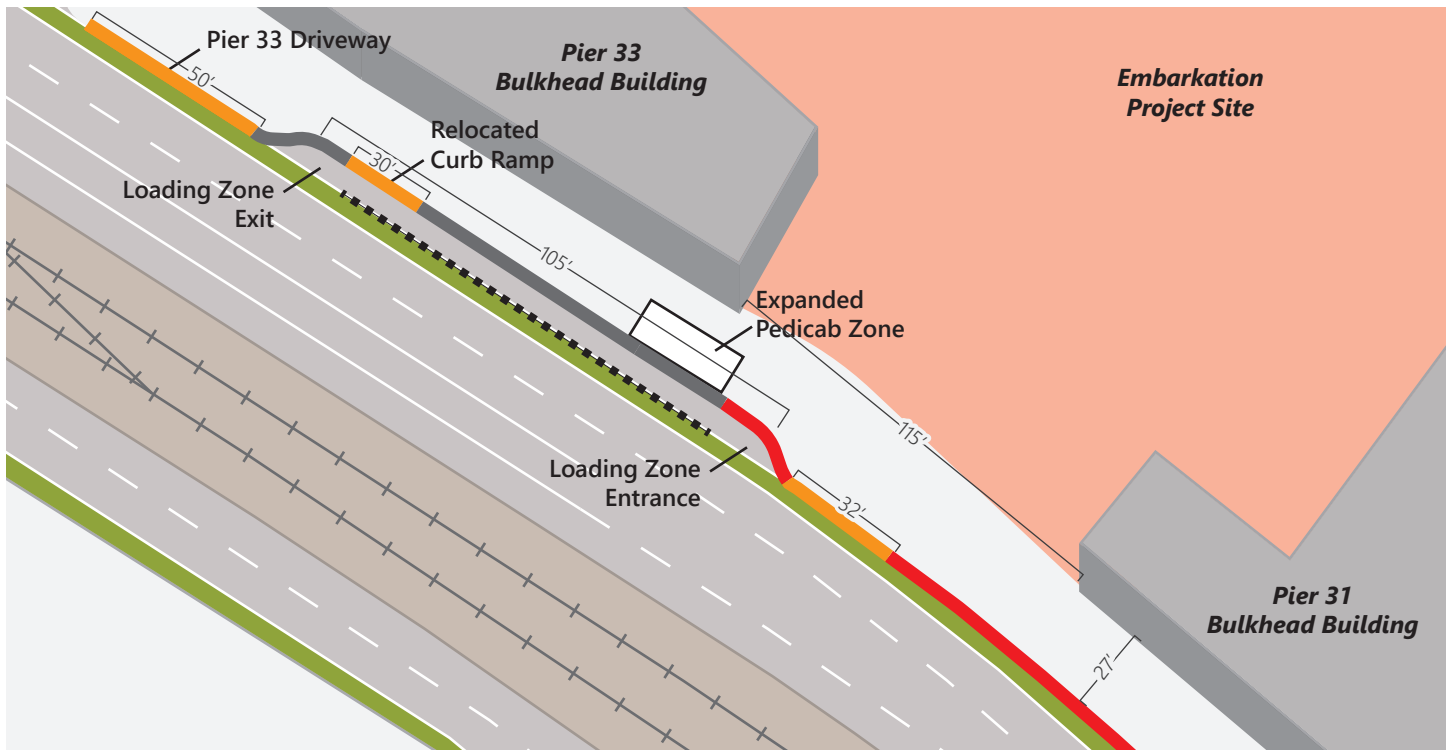 Pier 33 Driveway
50′
Pier 33
Bulkhead Building
Embarkation
Project Site
Relocated
Curb Ramp
30′
Loading Zone
Exit
105′
Expanded
Pedicab Zone
115′
Loading Zone
Entrance
32′
Pier 31
Bulkhead Building
27′